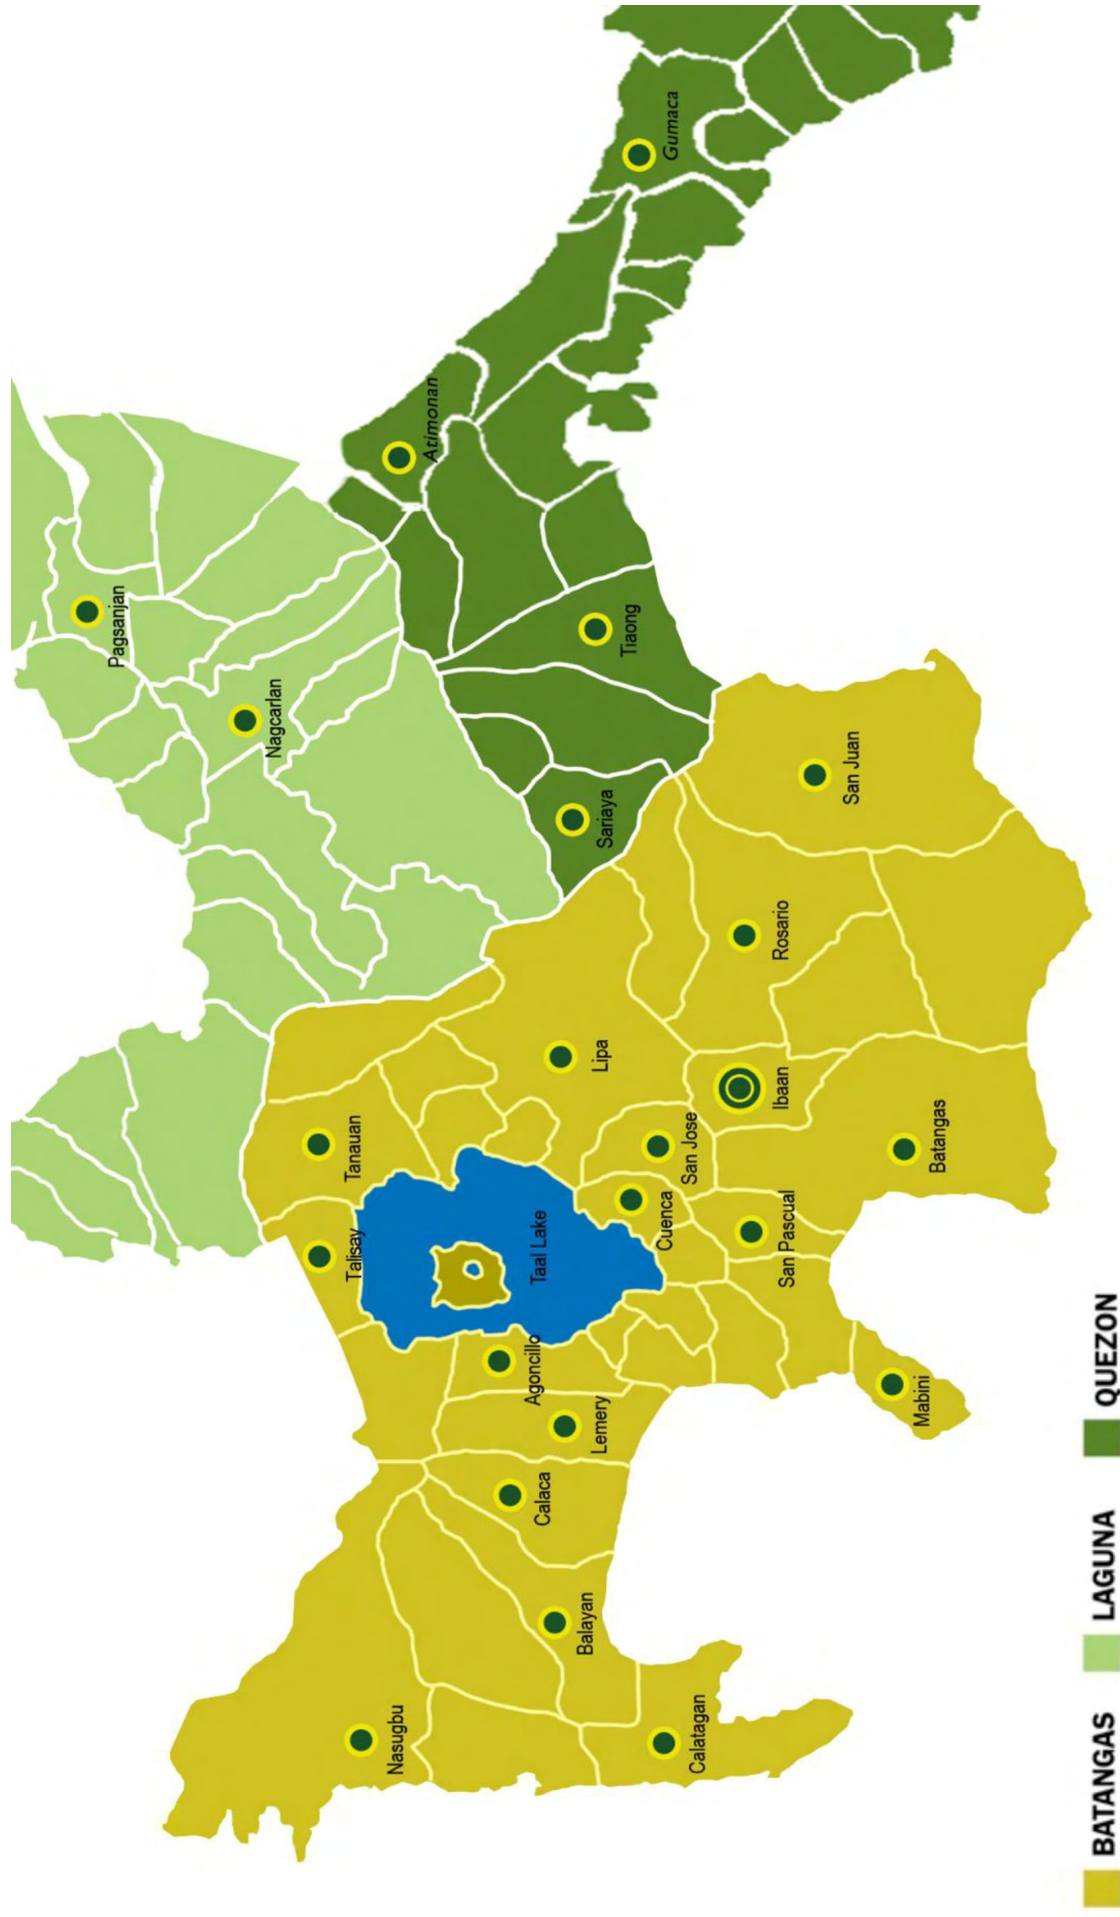 Pagsanjan
Gumaca
Nagcarlan
Atimonan
Tiaong
Sariaya
San Juan
Rosario
Lipa
Ibaan
Tanauan
San Jose
Batangas
Talisay
Cuenca
San Pascual
Taal Lake
Agoncillo
Mabini
Lemery
Calaca
Balayan
Nasugbu
Calatagan
BATANGAS
LAGUNA
QUEZON